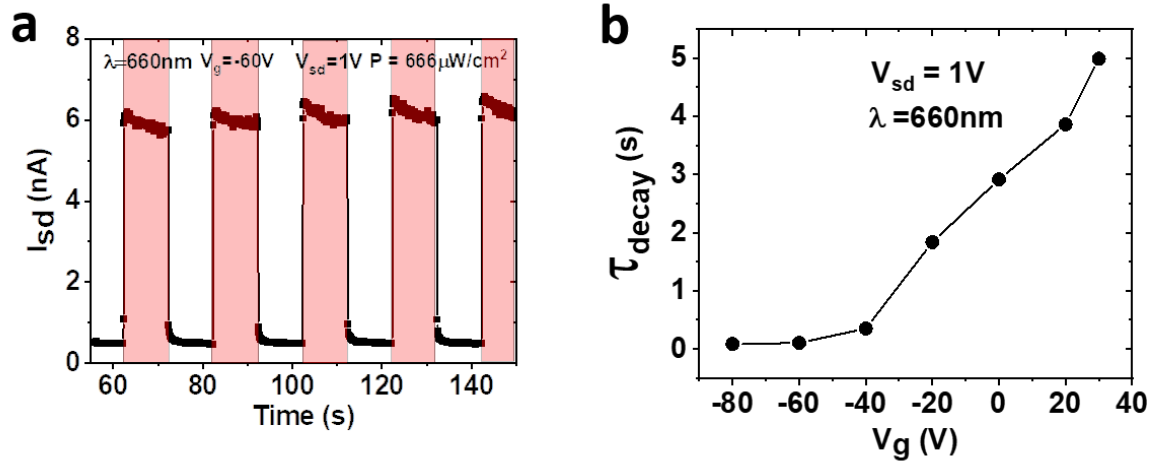 a
λ=660nm V_g=-60V V_sd=1V P = 666μW/cm²
I_sd (nA)
8
6
4
2
0
60 80 100 120 140
Time (s)
b
V_sd = 1V
λ =660nm
τ_decay (s)
5
4
3
2
1
0
-80 -60 -40 -20 0 20 40
V_g (V)